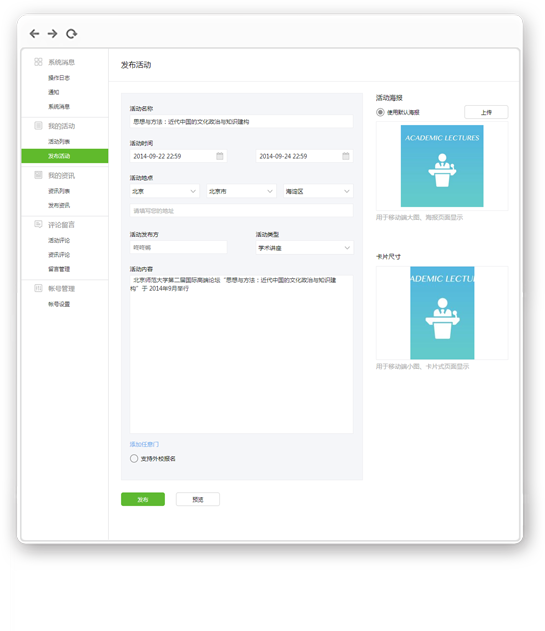 系统消息
操作日志
通知
系统消息
我的活动
活动列表
发布活动
我的资讯
资讯列表
发布资讯
评论留言
活动评论
资讯评论
留言管理
帐号管理
帐号设置
发布活动
活动名称
思想与方法：近代中国的文化政治与知识建构
活动时间
2014-09-22 22:59
2014-09-24 22:59
活动地点
北京
北京市
海淀区
请填写您的地址
活动发布方
活动类型
学术讲座
活动内容
北京师范大学第二届国际高端论坛“思想与方法：近代中国的文化政治与知识建
构”于 2014年9月举行
添加任意门
支持外校报名
发布
预览
活动海报
使用默认海报
上传
ACADEMIC LECTURES
用于移动端大图、海报页面显示
卡片尺寸
ADEMIC LECTU
用于移动端小图、卡片式页面显示